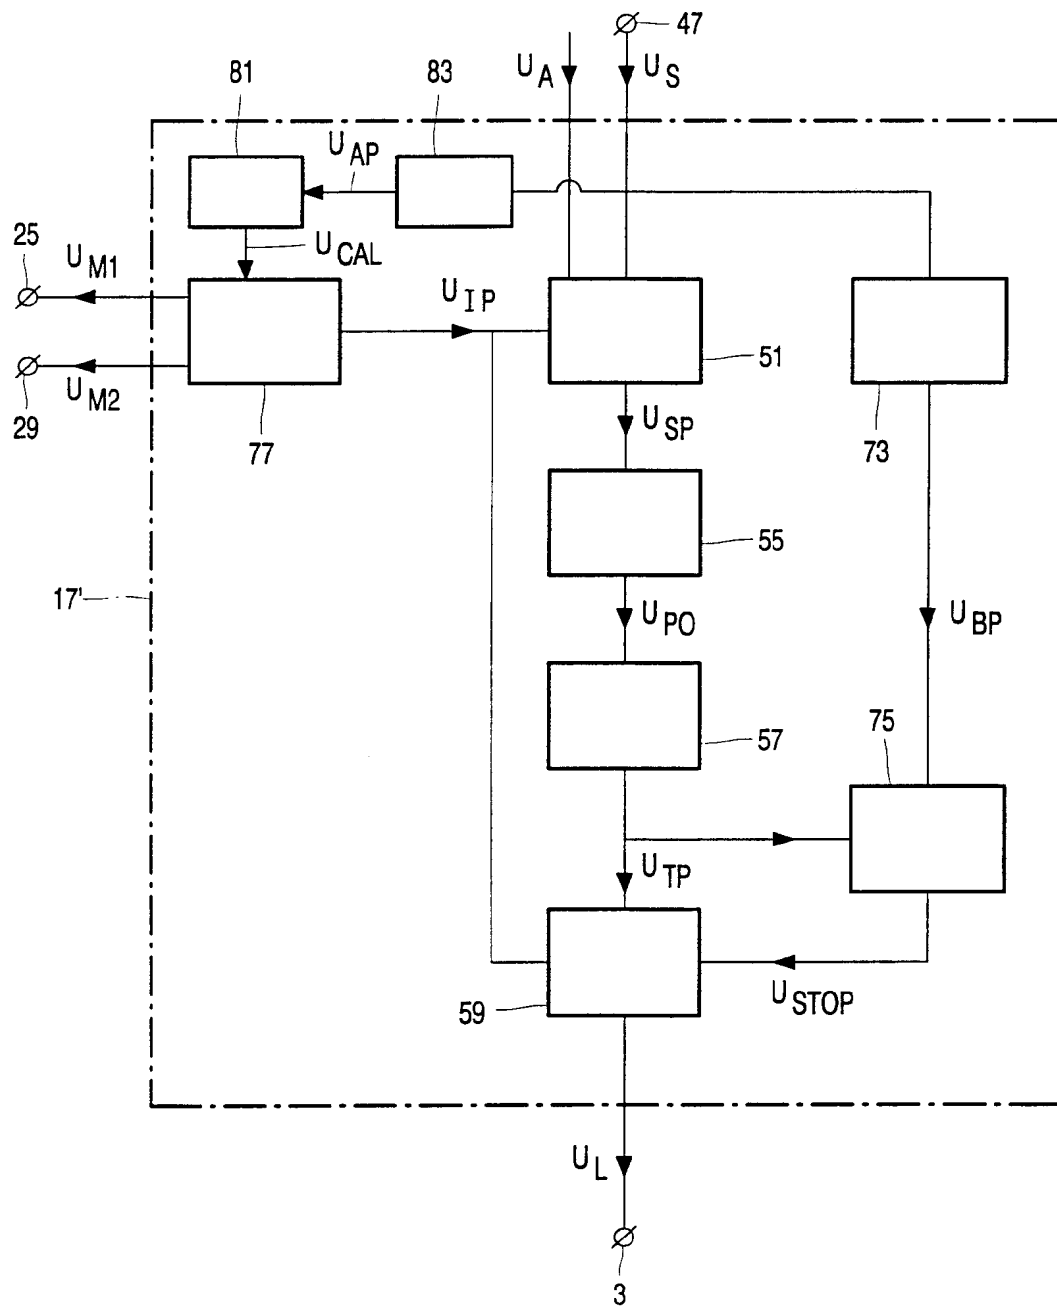 47
U_A
U_S
81
83
U_AP
25
U_M1
U_CAL
U_IP
51
29
U_M2
77
U_SP
73
55
17'
U_PO
U_BP
57
75
U_TP
59
U_STOP
U_L
3